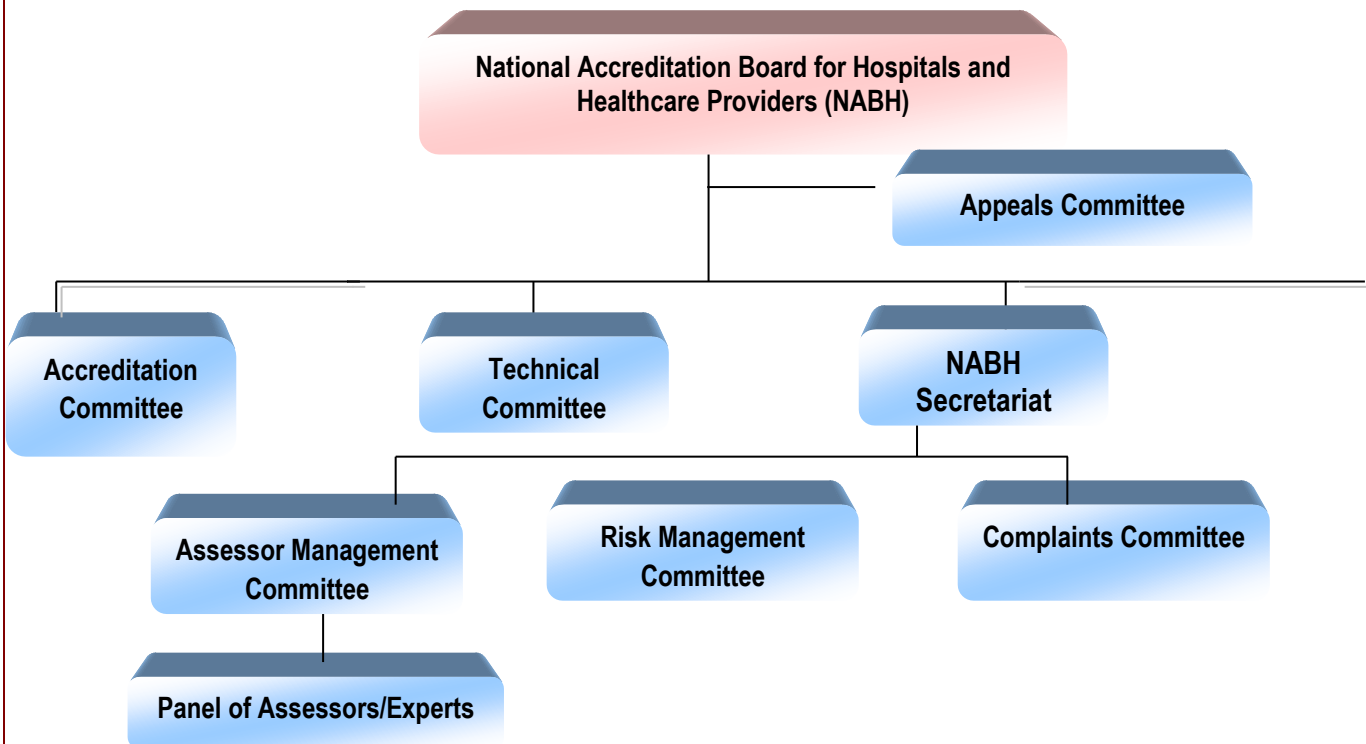 National Accreditation Board for Hospitals and
Healthcare Providers (NABH)
Appeals Committee
Accreditation
Committee
Technical
Committee
NABH
Secretariat
Assessor Management
Committee
Risk Management
Committee
Complaints Committee
Panel of Assessors/Experts